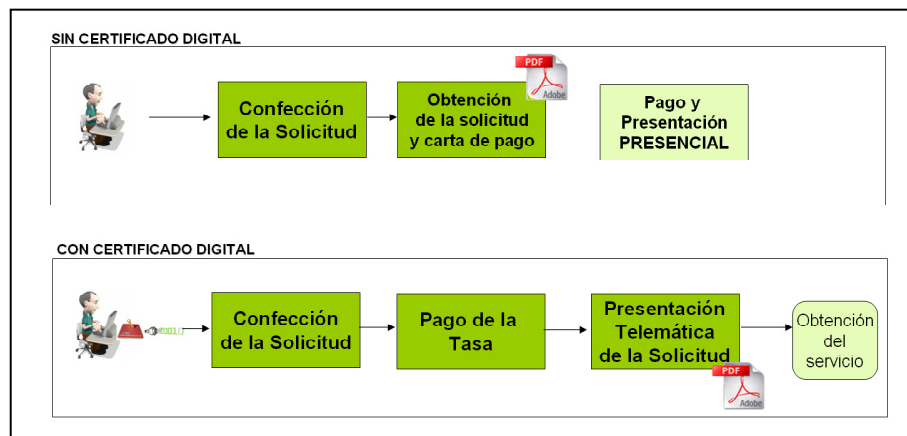 SIN CERTIFICADO DIGITAL
Confección
de la Solicitud
Obtención
de la solicitud
y carta de pago
PDF
Adobe
Pago y
Presentación
PRESENCIAL
CON CERTIFICADO DIGITAL
Confección
de la Solicitud
Pago de la
Tasa
Presentación
Telemática
de la Solicitud
PDF
Adobe
Obtención
del
servicio